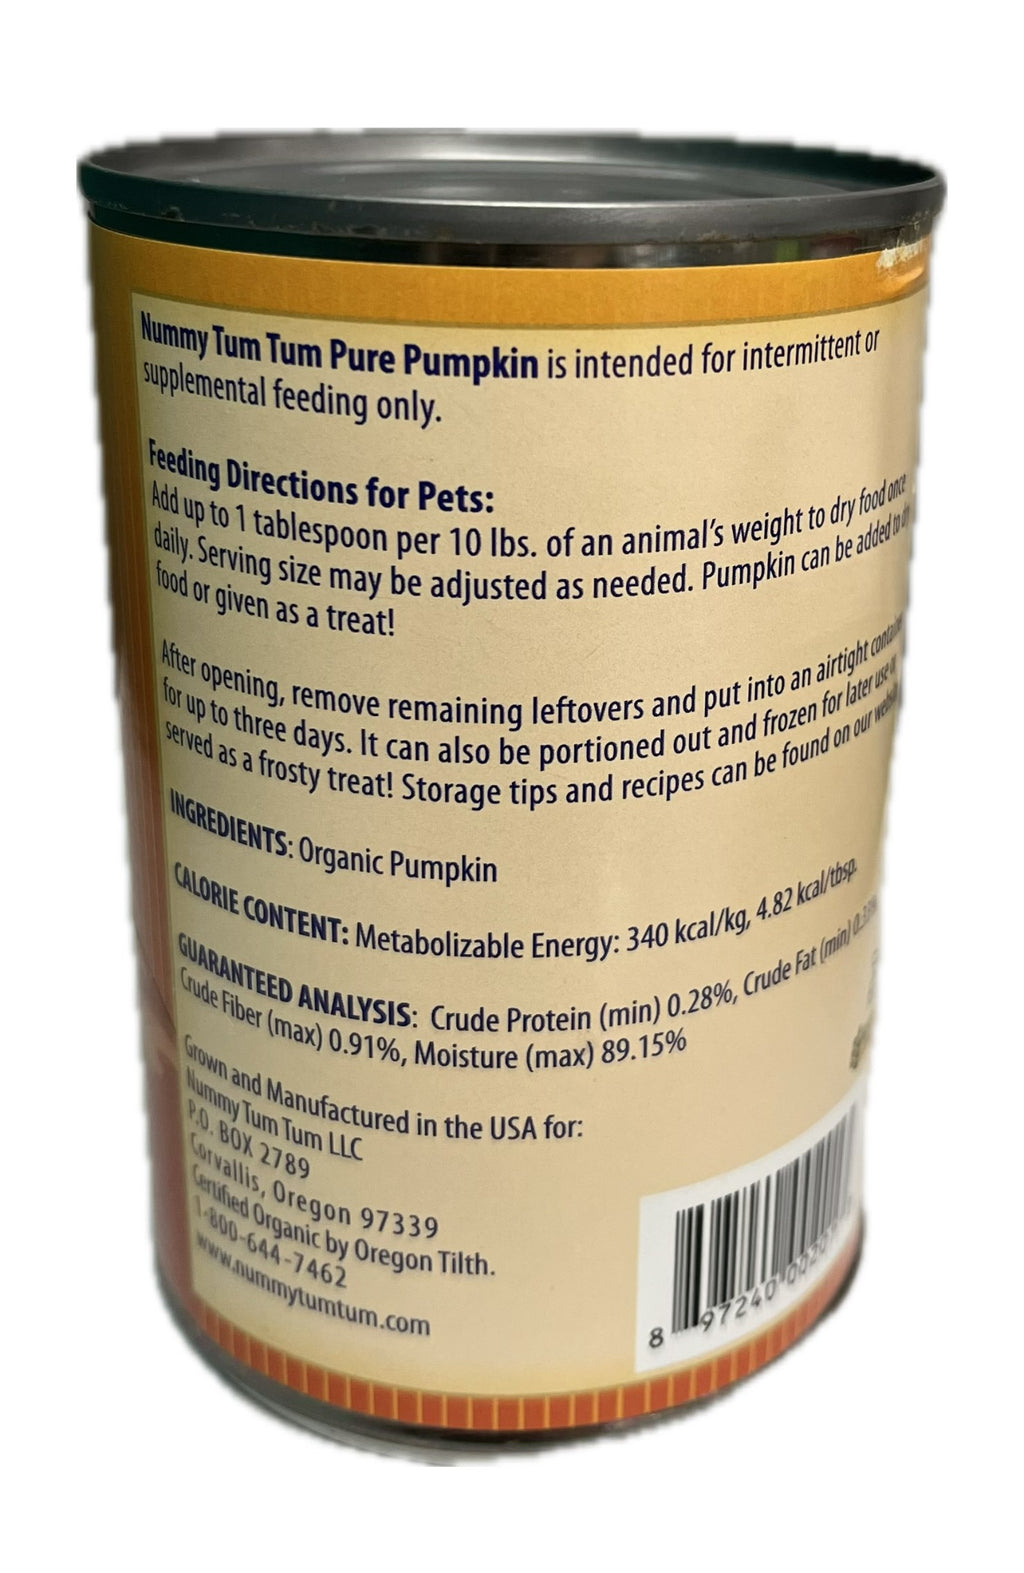 Nummy Tum Tum Pure Pumpkin is intended for intermittent or
supplemental feeding only.
Feeding Directions for Pets:
Add up to 1 tablespoon per 10 lbs. of an animal's weight to dry food once
daily. Serving size may be adjusted as needed. Pumpkin can be added to dry
food or given as a treat!
After opening, remove remaining leftovers and put into an airtight container
for up to three days. It can also be portioned out and frozen for later use or
served as a frosty treat! Storage tips and recipes can be found on our
INGREDIENTS: Organic Pumpkin
CALORIE CONTENT: Metabolizable Energy: 340 kcal/kg, 4.82 kcal/tbsp.
GUARANTEED ANALYSIS: Crude Protein (min) 0.28%, Crude Fat (min)
Crude Fiber (max) 0.91%, Moisture (max) 89.15%
Grown and Manufactured in the USA for:
Nummy Tum Tum LLC
P.O. BOX 2789
Corvallis, Oregon 97339
Certified Organic by Oregon Tilth.
1-800-644-7462
www.nummytumtum.com
8 97240 0020